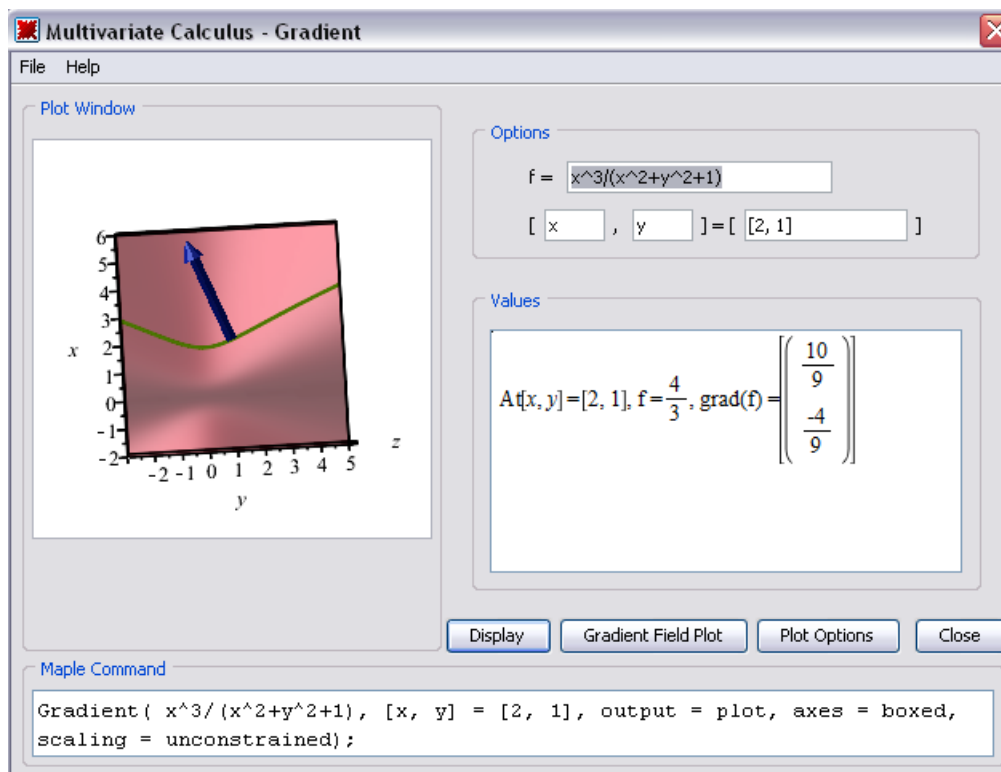 Multivariate Calculus - Gradient
File Help
Plot Window
6
5
4
3
x 2
1
0
-1
-2
-2 -1 0 1 2 3 4 5
z
y
Options
f = x^3/(x^2+y^2+1)
[ x , y ] = [ [2, 1] ]
Values
At[x, y] = [2, 1], f = 4/3, grad(f) = [(10/9 -4/9)]
Display Gradient Field Plot Plot Options Close
Maple Command
Gradient( x^3/(x^2+y^2+1), [x, y] = [2, 1], output = plot, axes = boxed,
scaling = unconstrained);